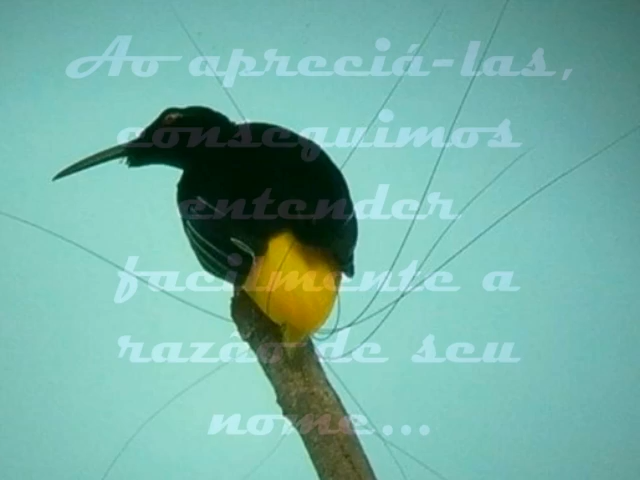 Ao apreciá-las,
conseguimos
entender
facilmente a
razão de seu
nome...